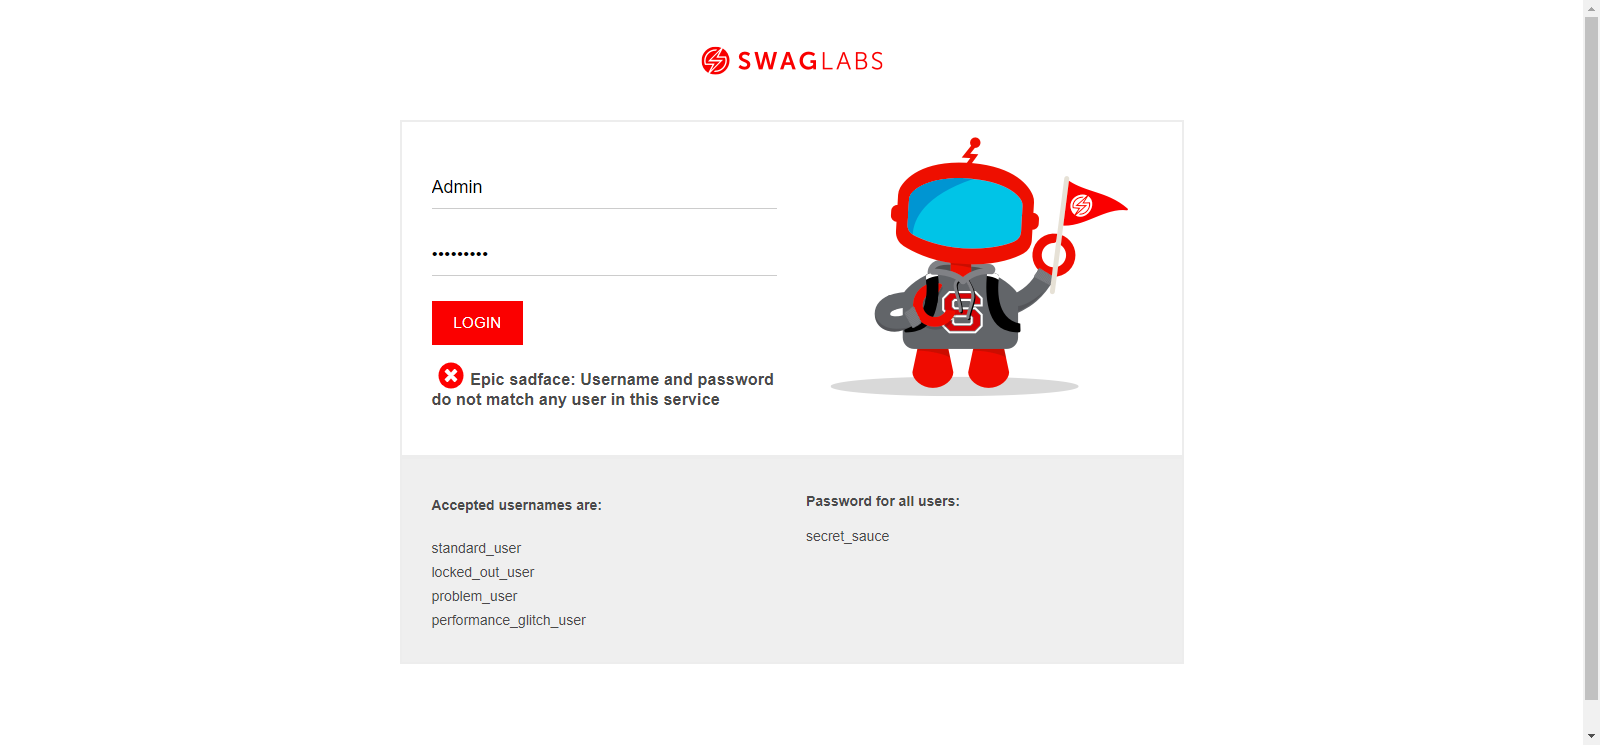 SWAGLABS
Admin
•••••••••
LOGIN
Epic sadface: Username and password
do not match any user in this service
S
Accepted usernames are:
standard_user
locked_out_user
problem_user
performance_glitch_user
Password for all users:
secret_sauce